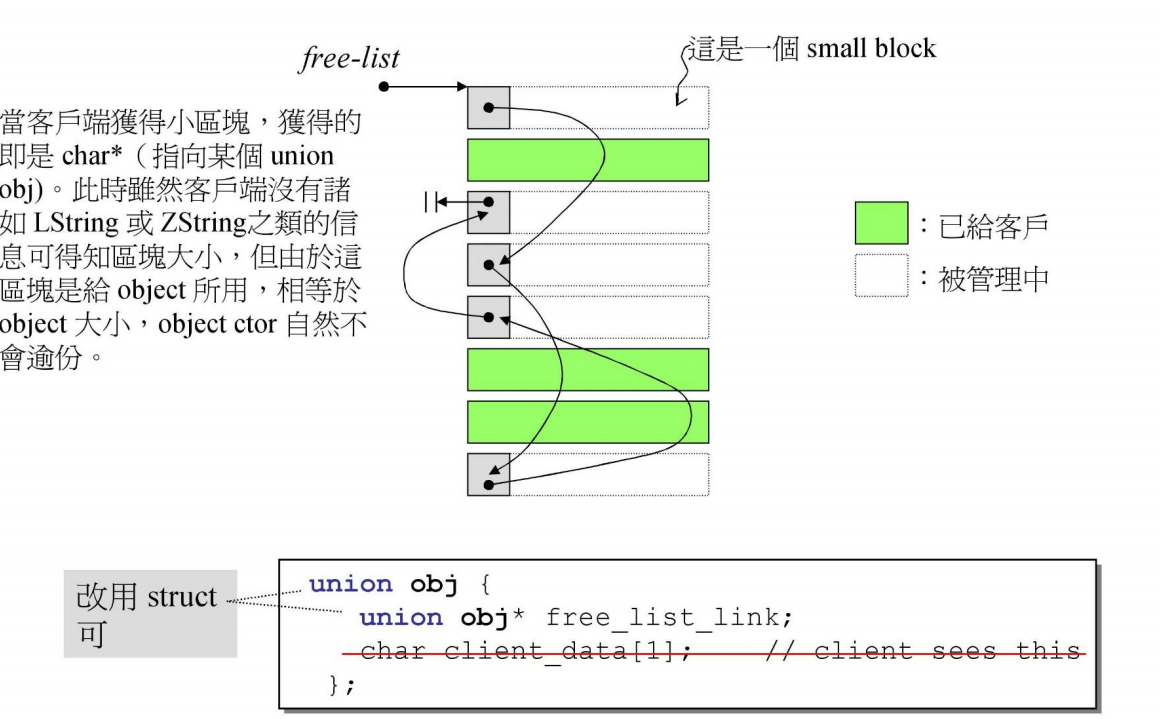 free-list
這是一個 small block
當客戶端獲得小區塊，獲得的
即是 char*（指向某個 union
obj)。此時雖然客戶端沒有諸
如 LString 或 ZString之類的信
息可得知區塊大小，但由於這
區塊是給 object 所用，相等於
object 大小，object ctor 自然不
會逾份。
：已給客戶
：被管理中
改用 struct
可
union obj {
union obj* free_list_link;
char client_data[1]; // client sees this
};